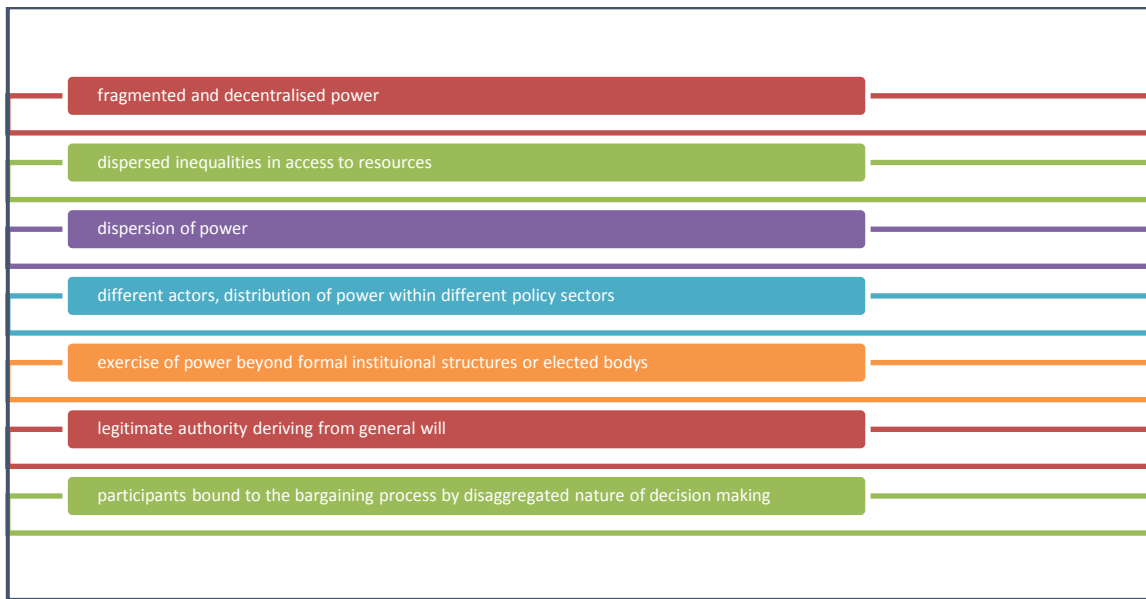 fragmented and decentralised power
dispersed inequalities in access to resources
dispersion of power
different actors, distribution of power within different policy sectors
exercise of power beyond formal instituional structures or elected bodys
legitimate authority deriving from general will
participants bound to the bargaining process by disaggregated nature of decision making